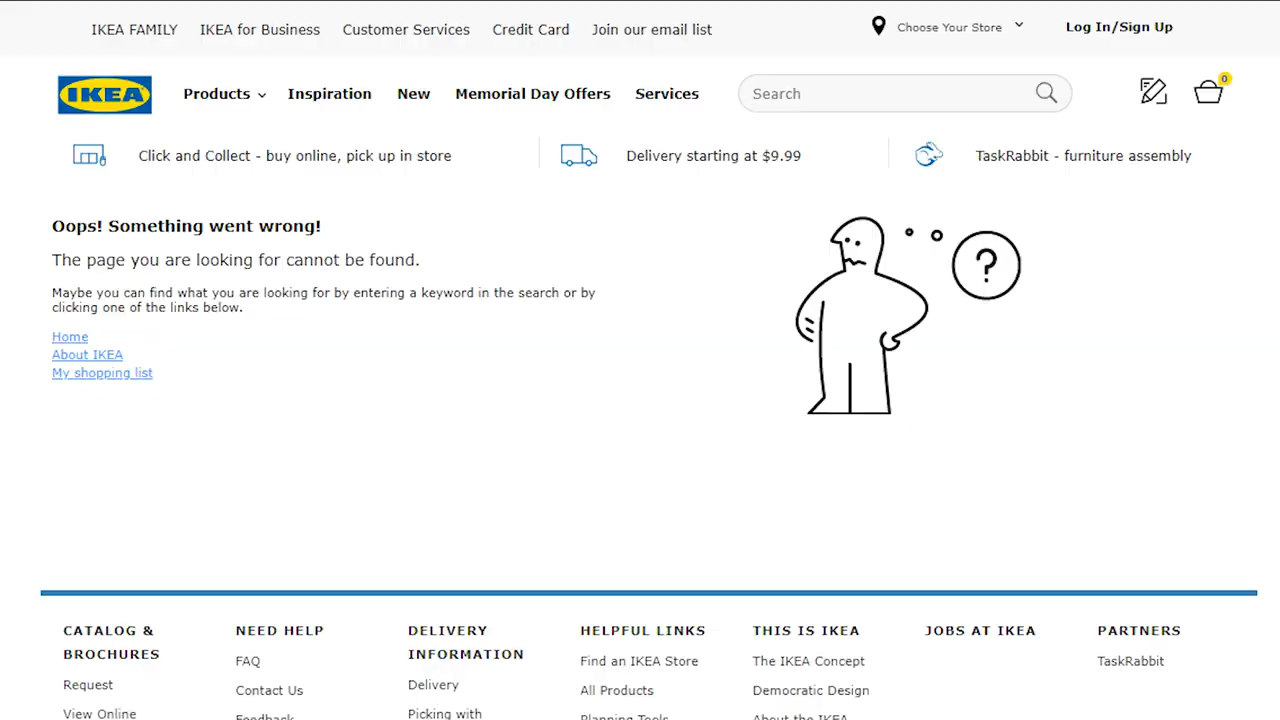 IKEA FAMILY IKEA for Business Customer Services Credit Card Join our email list Choose Your Store Log In/Sign Up
IKEA Products Inspiration New Memorial Day Offers Services Search 0
Click and Collect - buy online, pick up in store Delivery starting at $9.99 TaskRabbit - furniture assembly
Oops! Something went wrong!
The page you are looking for cannot be found.
Maybe you can find what you are looking for by entering a keyword in the search or by
clicking one of the links below.
Home
About IKEA
My shopping list
?
CATALOG & NEED HELP DELIVERY HELPFUL LINKS THIS IS IKEA JOBS AT IKEA PARTNERS
BROCHURES INFORMATION
FAQ Find an IKEA Store The IKEA Concept TaskRabbit
Request Contact Us Delivery All Products Democratic Design
View Online Feedback Picking with Planning Tools About the IKEA